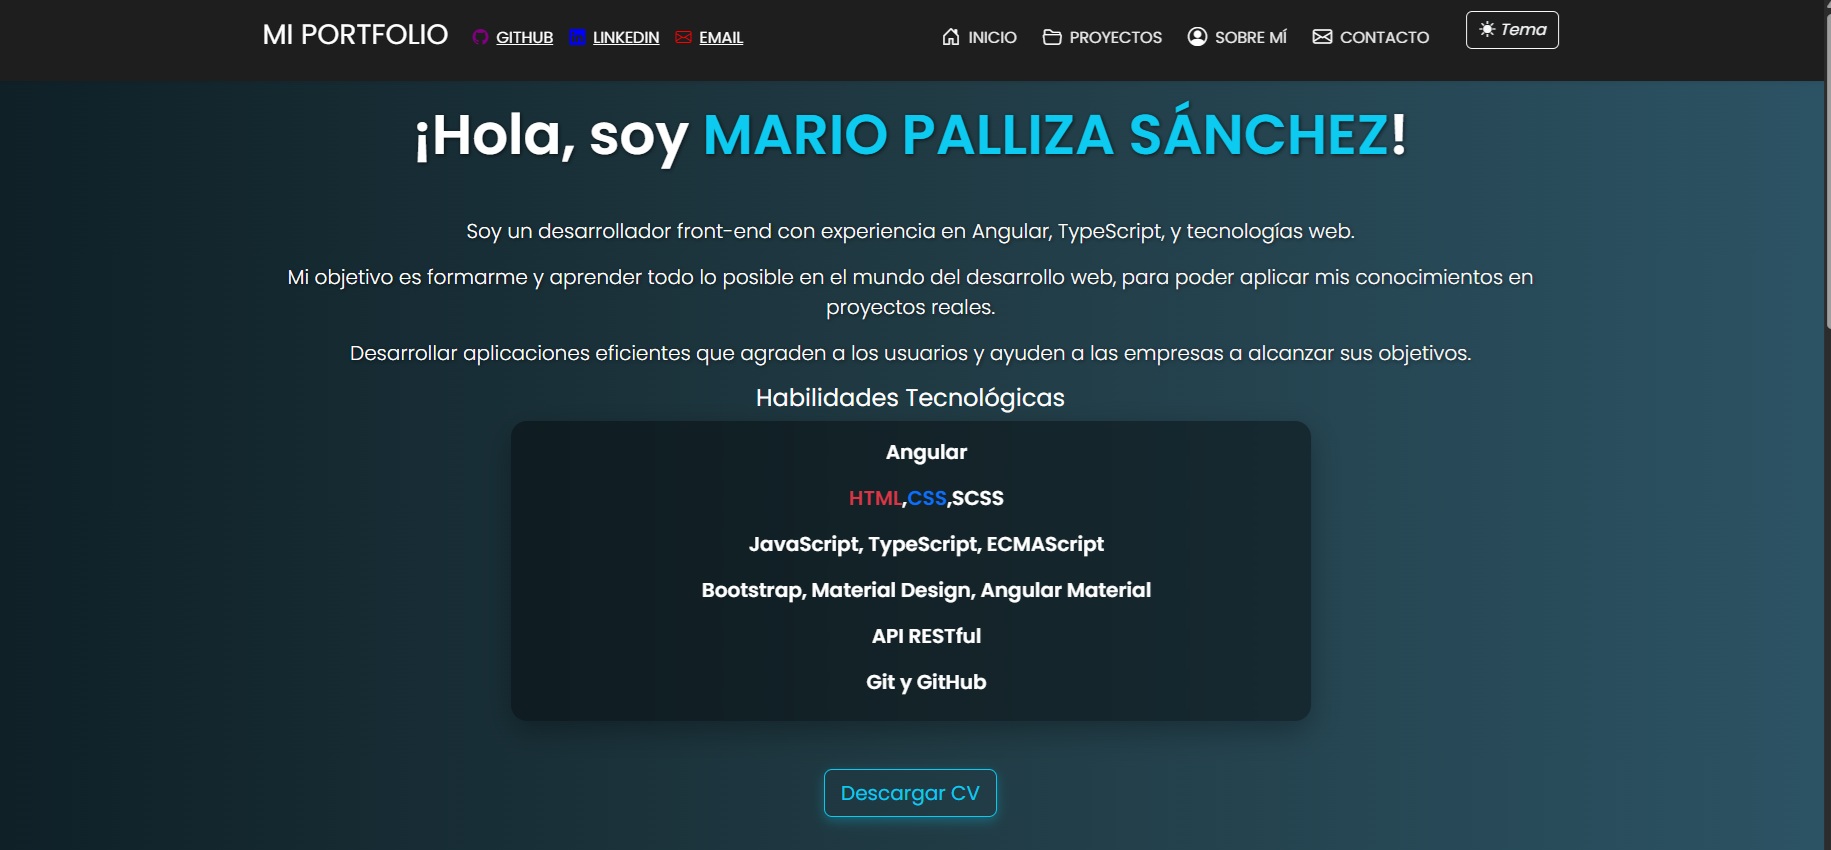 MI PORTFOLIO GITHUB LINKEDIN EMAIL INICIO PROYECTOS SOBRE MÍ CONTACTO Tema
¡Hola, soy MARIO PALLIZA SÁNCHEZ!
Soy un desarrollador front-end con experiencia en Angular, TypeScript, y tecnologías web.
Mi objetivo es formarme y aprender todo lo posible en el mundo del desarrollo web, para poder aplicar mis conocimientos en
proyectos reales.
Desarrollar aplicaciones eficientes que agraden a los usuarios y ayuden a las empresas a alcanzar sus objetivos.
Habilidades Tecnológicas
Angular
HTML,CSS,SCSS
JavaScript, TypeScript, ECMAScript
Bootstrap, Material Design, Angular Material
API RESTful
Git y GitHub
Descargar CV